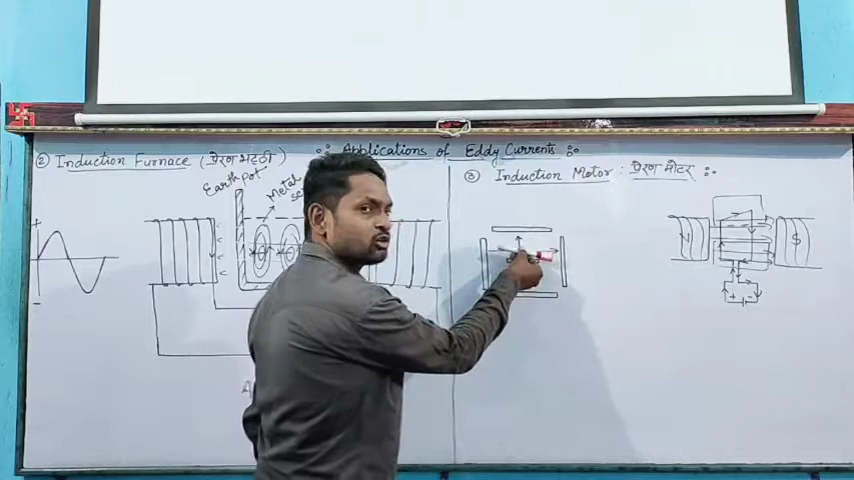 Applications of Eddy Currents
② Induction Furnace (प्रेरण भट्ठी)
Earth pot
Metal
+
-
③ Induction Motor : प्रेरण मोटर
N
S
+ -